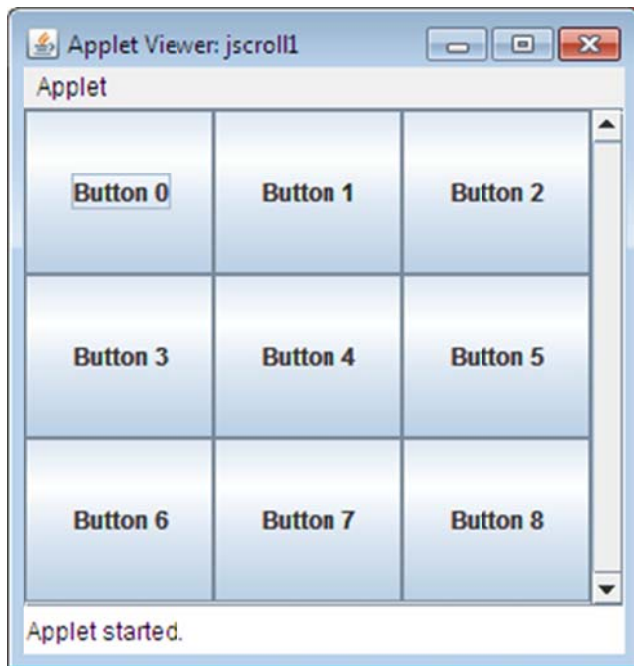 Applet Viewer: jscroll1
Applet
Button 0 Button 1 Button 2
Button 3 Button 4 Button 5
Button 6 Button 7 Button 8
Applet started.